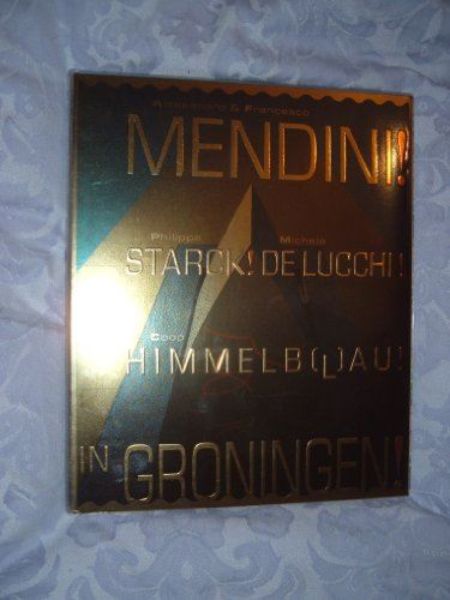 Alessandro & Francesco
MENDINI!
Philippe Michele
STARCK! DE LUCCHI!
Coop
HIMMELB(L)AU!
IN GRONINGEN!